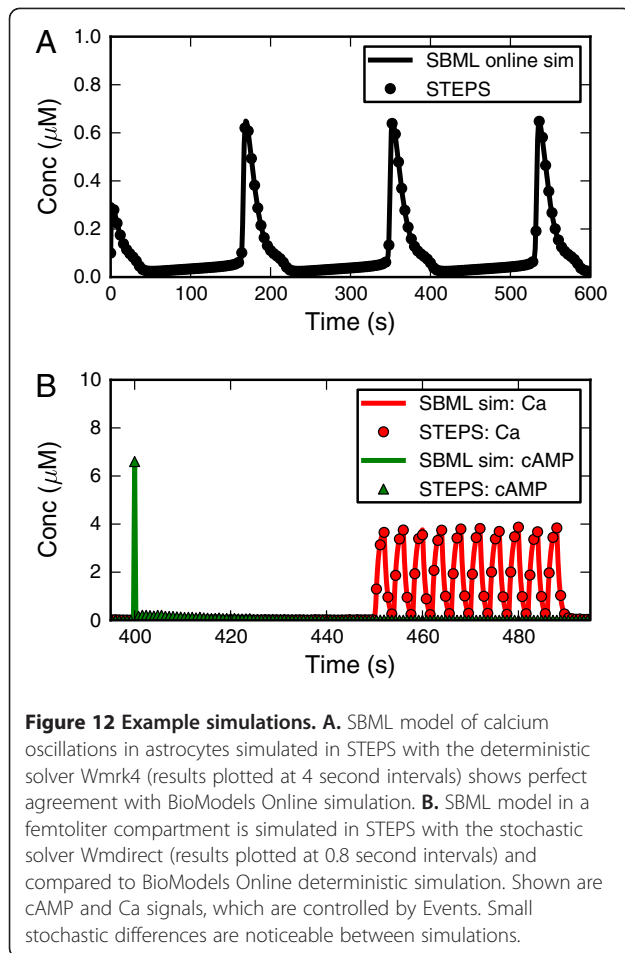 A
1.0
0.8
0.6
0.4
0.2
0.0
Conc (μM)
SBML online sim
STEPS
0 100 200 300 400 500 600
Time (s)
B
10
8
6
4
2
0
Conc (μM)
SBML sim: Ca
STEPS: Ca
SBML sim: cAMP
STEPS: cAMP
400 420 440 460 480
Time (s)
Figure 12 Example simulations. A. SBML model of calcium
oscillations in astrocytes simulated in STEPS with the deterministic
solver Wmrk4 (results plotted at 4 second intervals) shows perfect
agreement with BioModels Online simulation. B. SBML model in a
femtoliter compartment is simulated in STEPS with the stochastic
solver Wmdirect (results plotted at 0.8 second intervals) and
compared to BioModels Online deterministic simulation. Shown are
cAMP and Ca signals, which are controlled by Events. Small
stochastic differences are noticeable between simulations.